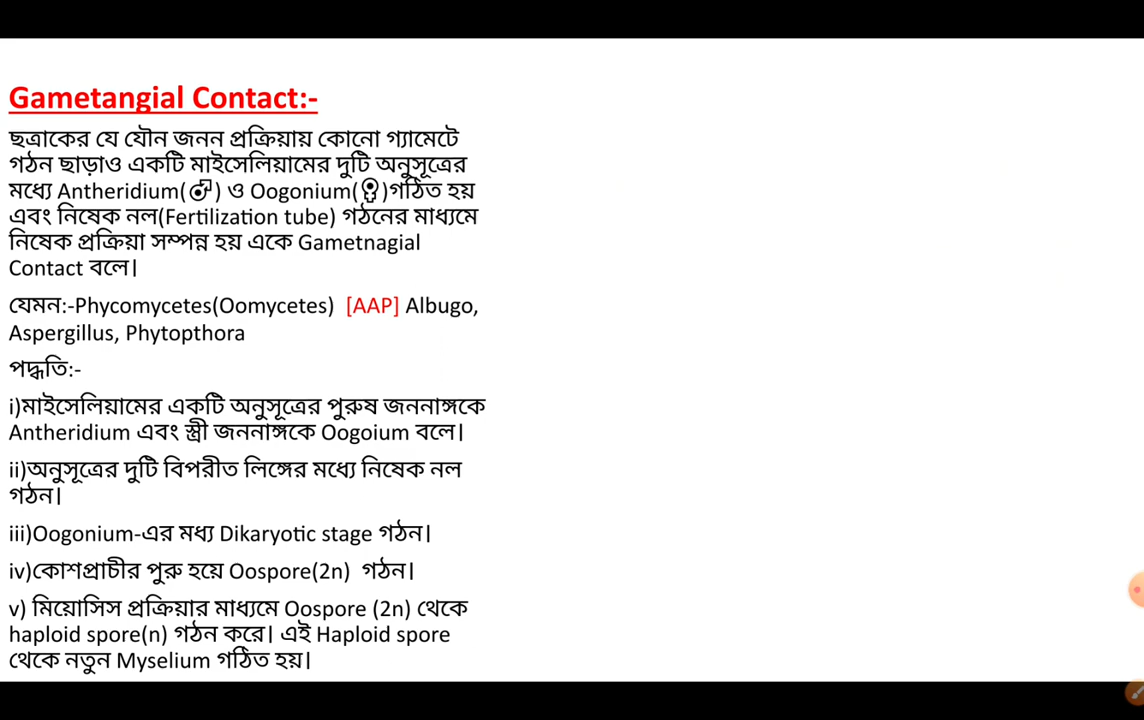 Gametangial Contact:-
ছত্রাকের যে যৌন জনন প্রক্রিয়ায় কোনো গ্যামেটে
গঠন ছাড়াও একটি মাইসেলিয়ামের দুটি অনুসূত্রের
মধ্যে Antheridium( ) ও Oogonium( )গঠিত হয়
এবং নিষেক নল(Fertilization tube) গঠনের মাধ্যমে
নিষেক প্রক্রিয়া সম্পন্ন হয় একে Gametnagial
Contact বলে।
যেমন:-Phycomycetes(Oomycetes) [AAP] Albugo,
Aspergillus, Phytopthora
পদ্ধতি:-
i)মাইসেলিয়ামের একটি অনুসূত্রের পুরুষ জননাঙ্গকে
Antheridium এবং স্ত্রী জননাঙ্গকে Oogoium বলে।
ii)অনুসূত্রের দুটি বিপরীত লিঙ্গের মধ্যে নিষেক নল
গঠন।
iii)Oogonium-এর মধ্য Dikaryotic stage গঠন।
iv)কোশপ্রাচীর পুরু হয়ে Oospore(2n) গঠন।
v) মিয়োসিস প্রক্রিয়ার মাধ্যমে Oospore (2n) থেকে
haploid spore(n) গঠন করে। এই Haploid spore
থেকে নতুন Myselium গঠিত হয়।